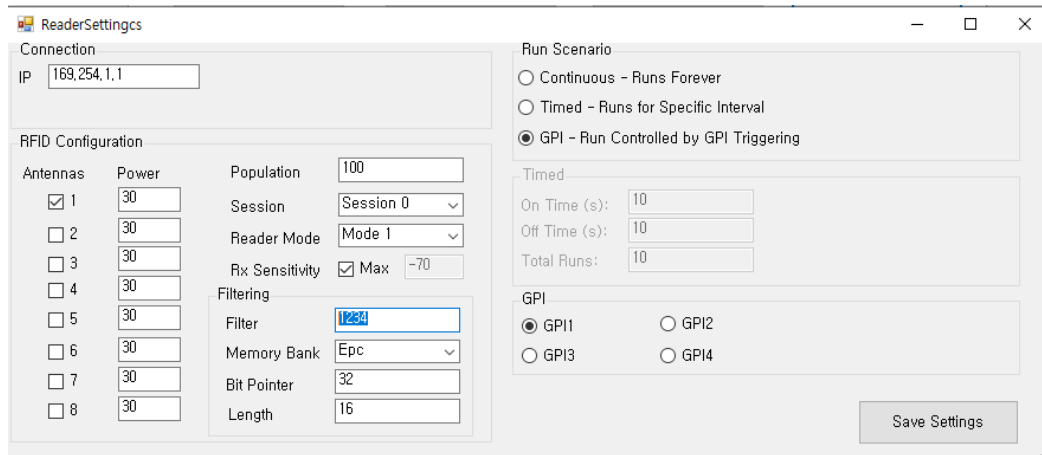 ReaderSettingcs
Connection
IP 169,254,1,1
RFID Configuration
Antennas Power
1 30
2 30
3 30
4 30
5 30
6 30
7 30
8 30
Population 100
Session Session 0
Reader Mode Mode 1
Rx Sensitivity Max -70
Filtering
Filter 1234
Memory Bank Epc
Bit Pointer 32
Length 16
Run Scenario
Continuous - Runs Forever
Timed - Runs for Specific Interval
GPI - Run Controlled by GPI Triggering
Timed
On Time (s): 10
Off Time (s): 10
Total Runs: 10
GPI
GPI1 GPI2
GPI3 GPI4
Save Settings